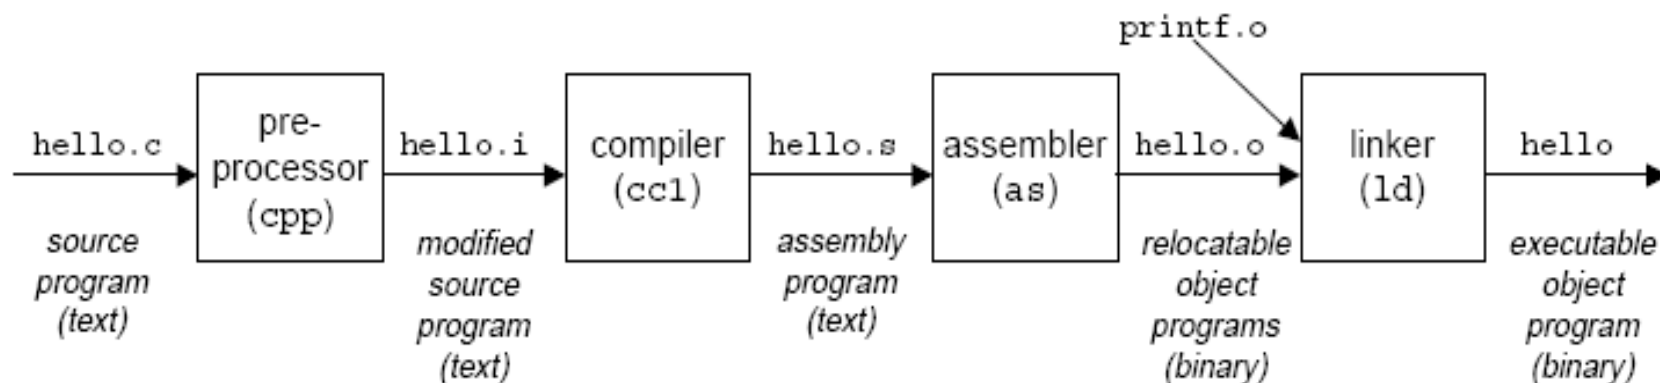 printf.o
hello.c
pre-
processor
(cpp)
hello.i
compiler
(cc1)
hello.s
assembler
(as)
hello.o
linker
(ld)
hello
source
program
(text)
modified
source
program
(text)
assembly
program
(text)
relocatable
object
programs
(binary)
executable
object
program
(binary)